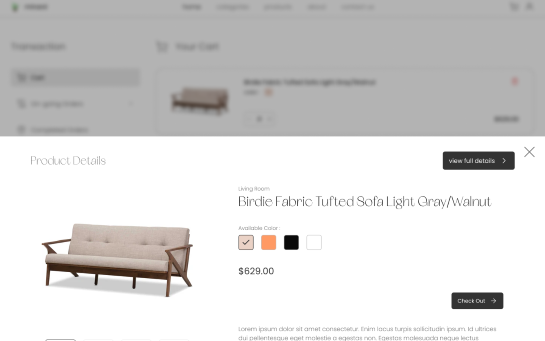 Transaction
Your Cart
Cart
Birdie Fabric Tufted Sofa Light Gray/Walnut
Product Details
view full details
Living Room
Birdie Fabric Tufted Sofa Light Gray/Walnut
Available Color :
$629.00
Check Out
Lorem ipsum dolor sit amet consectetur. Enim lacus turpis sollicitudin ipsum. Id ultrices
dui pellentesque eget molestie a egestas non. Egestas malesuada neque lectus